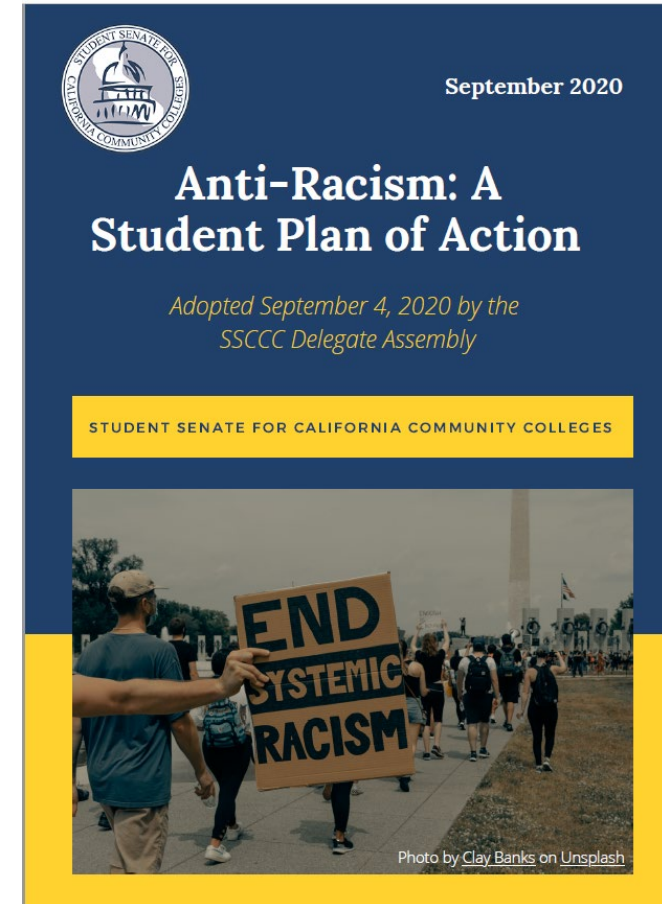 STUDENT SENATE FOR
CALIFORNIA COMMUNITY COLLEGES
September 2020
Anti-Racism: A
Student Plan of Action
Adopted September 4, 2020 by the
SSCCC Delegate Assembly
STUDENT SENATE FOR CALIFORNIA COMMUNITY COLLEGES
END
SYSTEMIC
RACISM
Photo by Clay Banks on Unsplash